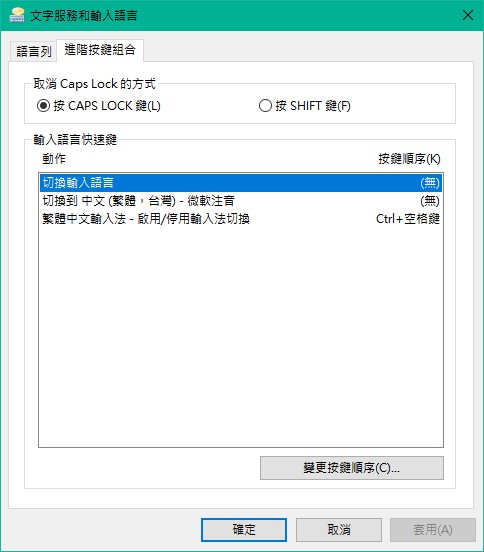 文字服務和輸入語言
語言列 進階按鍵組合
取消 Caps Lock 的方式
按 CAPS LOCK 鍵(L) 按 SHIFT 鍵(F)
輸入語言快速鍵
動作 按鍵順序(K)
切換輸入語言 (無)
切換到 中文 (繁體，台灣) - 微軟注音 (無)
繁體中文輸入法 - 啟用/停用輸入法切換 Ctrl+空格鍵
變更按鍵順序(C)...
確定 取消 套用(A)